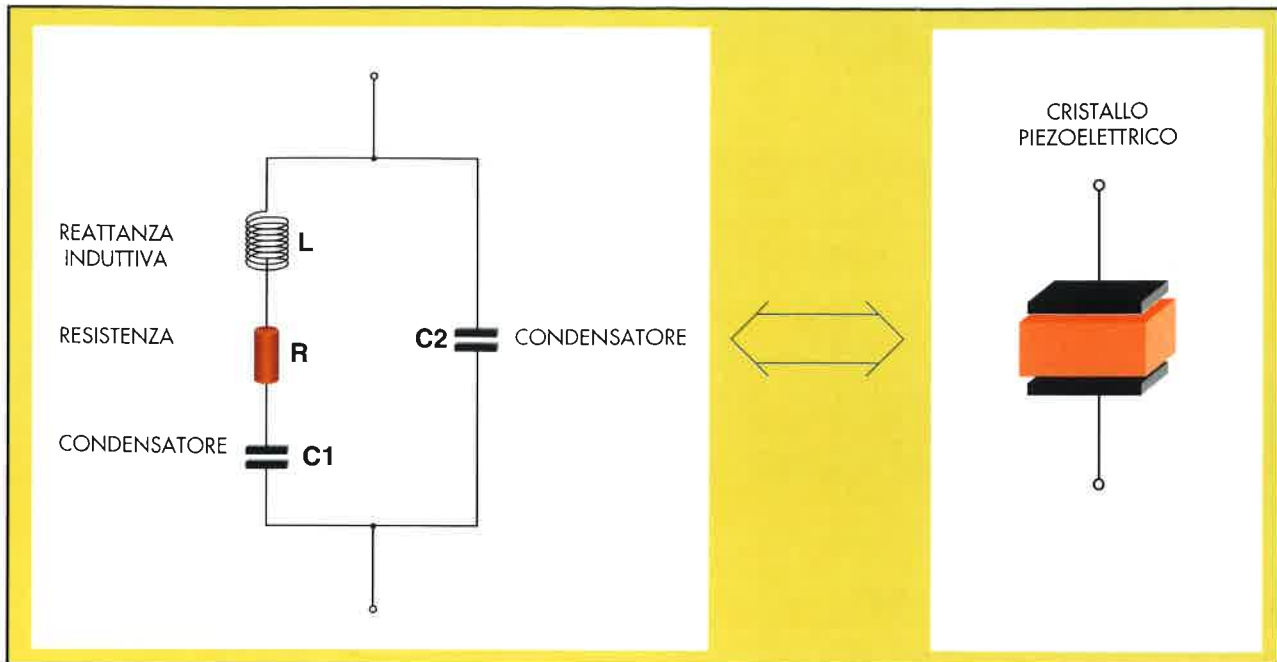 REATTANZA
INDUTTIVA
L
RESISTENZA
R
CONDENSATORE
C1
C2
CONDENSATORE
CRISTALLO
PIEZOELETTRICO